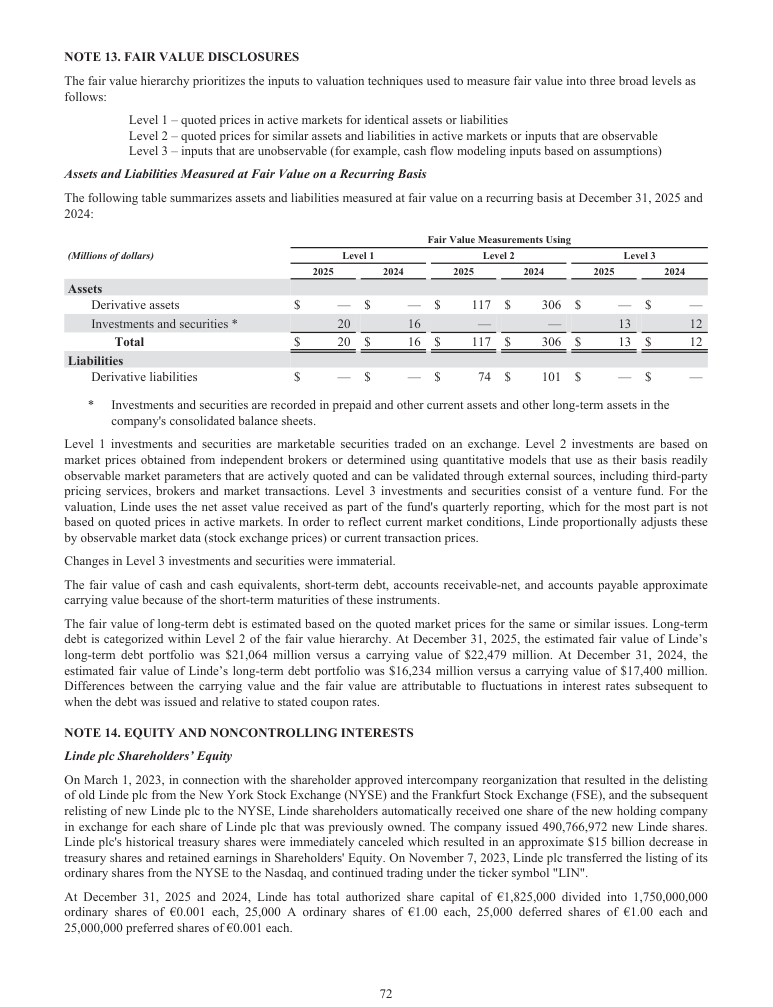 NOTE 13. FAIR VALUE DISCLOSURES
The fair value hierarchy prioritizes the inputs to valuation techniques used to measure fair value into three broad levels as
follows:
Level 1 – quoted prices in active markets for identical assets or liabilities
Level 2 – quoted prices for similar assets and liabilities in active markets or inputs that are observable
Level 3 – inputs that are unobservable (for example, cash flow modeling inputs based on assumptions)
Assets and Liabilities Measured at Fair Value on a Recurring Basis
The following table summarizes assets and liabilities measured at fair value on a recurring basis at December 31, 2025 and
2024:
Fair Value Measurements Using
(Millions of dollars) Level 1 Level 2 Level 3
2025 2024 2025 2024 2025 2024
Assets
Derivative assets $ — $ — $ 117 $ 306 $ — $ —
Investments and securities * 20 16 — — 13 12
Total $ 20 $ 16 $ 117 $ 306 $ 13 $ 12
Liabilities
Derivative liabilities $ — $ — $ 74 $ 101 $ — $ —
* Investments and securities are recorded in prepaid and other current assets and other long-term assets in the
company's consolidated balance sheets.
Level 1 investments and securities are marketable securities traded on an exchange. Level 2 investments are based on
market prices obtained from independent brokers or determined using quantitative models that use as their basis readily
observable market parameters that are actively quoted and can be validated through external sources, including third-party
pricing services, brokers and market transactions. Level 3 investments and securities consist of a venture fund. For the
valuation, Linde uses the net asset value received as part of the fund's quarterly reporting, which for the most part is not
based on quoted prices in active markets. In order to reflect current market conditions, Linde proportionally adjusts these
by observable market data (stock exchange prices) or current transaction prices.
Changes in Level 3 investments and securities were immaterial.
The fair value of cash and cash equivalents, short-term debt, accounts receivable-net, and accounts payable approximate
carrying value because of the short-term maturities of these instruments.
The fair value of long-term debt is estimated based on the quoted market prices for the same or similar issues. Long-term
debt is categorized within Level 2 of the fair value hierarchy. At December 31, 2025, the estimated fair value of Linde’s
long-term debt portfolio was $21,064 million versus a carrying value of $22,479 million. At December 31, 2024, the
estimated fair value of Linde’s long-term debt portfolio was $16,234 million versus a carrying value of $17,400 million.
Differences between the carrying value and the fair value are attributable to fluctuations in interest rates subsequent to
when the debt was issued and relative to stated coupon rates.
NOTE 14. EQUITY AND NONCONTROLLING INTERESTS
Linde plc Shareholders’ Equity
On March 1, 2023, in connection with the shareholder approved intercompany reorganization that resulted in the delisting
of old Linde plc from the New York Stock Exchange (NYSE) and the Frankfurt Stock Exchange (FSE), and the subsequent
relisting of new Linde plc to the NYSE, Linde shareholders automatically received one share of the new holding company
in exchange for each share of Linde plc that was previously owned. The company issued 490,766,972 new Linde shares.
Linde plc's historical treasury shares were immediately canceled which resulted in an approximate $15 billion decrease in
treasury shares and retained earnings in Shareholders' Equity. On November 7, 2023, Linde plc transferred the listing of its
ordinary shares from the NYSE to the Nasdaq, and continued trading under the ticker symbol "LIN".
At December 31, 2025 and 2024, Linde has total authorized share capital of €1,825,000 divided into 1,750,000,000
ordinary shares of €0.001 each, 25,000 A ordinary shares of €1.00 each, 25,000 deferred shares of €1.00 each and
25,000,000 preferred shares of €0.001 each.
72